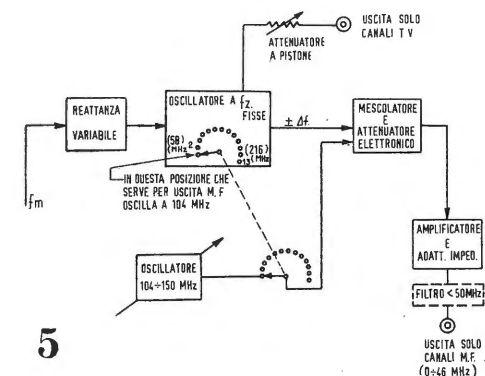 USCITA SOLO
CANALI TV
ATTENUATORE
A PISTONE
REATTANZA
VARIABILE
OSCILLATORE A fz.
FISSE
(58)
(MHz 2
(216)
13(MHz
± Δf.
MESCOLATORE
E
ATTENUATORE
ELETTRONICO
fm
IN QUESTA POSIZIONE CHE
SERVE PER USCITA M.F
OSCILLA A 104 MHz
OSCILLATORE
104÷150 MHz
AMPLIFICATORE
E
ADATT. IMPED.
FILTRO < 50MHz
5
USCITA SOLO
CANALI M.F.
(0÷46 MHz)